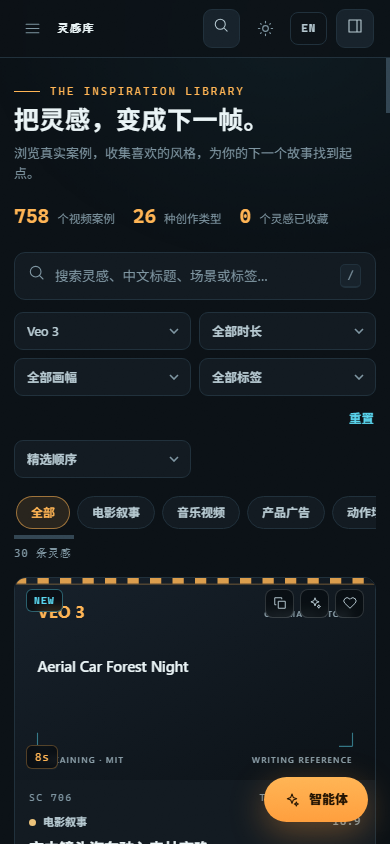 灵感库
EN
THE INSPIRATION LIBRARY
把灵感，变成下一帧。
浏览真实案例，收集喜欢的风格，为你的下一个故事找到起
点。
758 个视频案例 26 种创作类型 0 个灵感已收藏
搜索灵感、中文标题、场景或标签… /
Veo 3 全部时长
全部画幅 全部标签
重置
精选顺序
全部 电影叙事 音乐视频 产品广告
30 条灵感
NEW
VEO 3
Aerial Car Forest Night
8s
AINING · MIT WRITING REFERENCE
SC 706
智能体
电影叙事 16:9